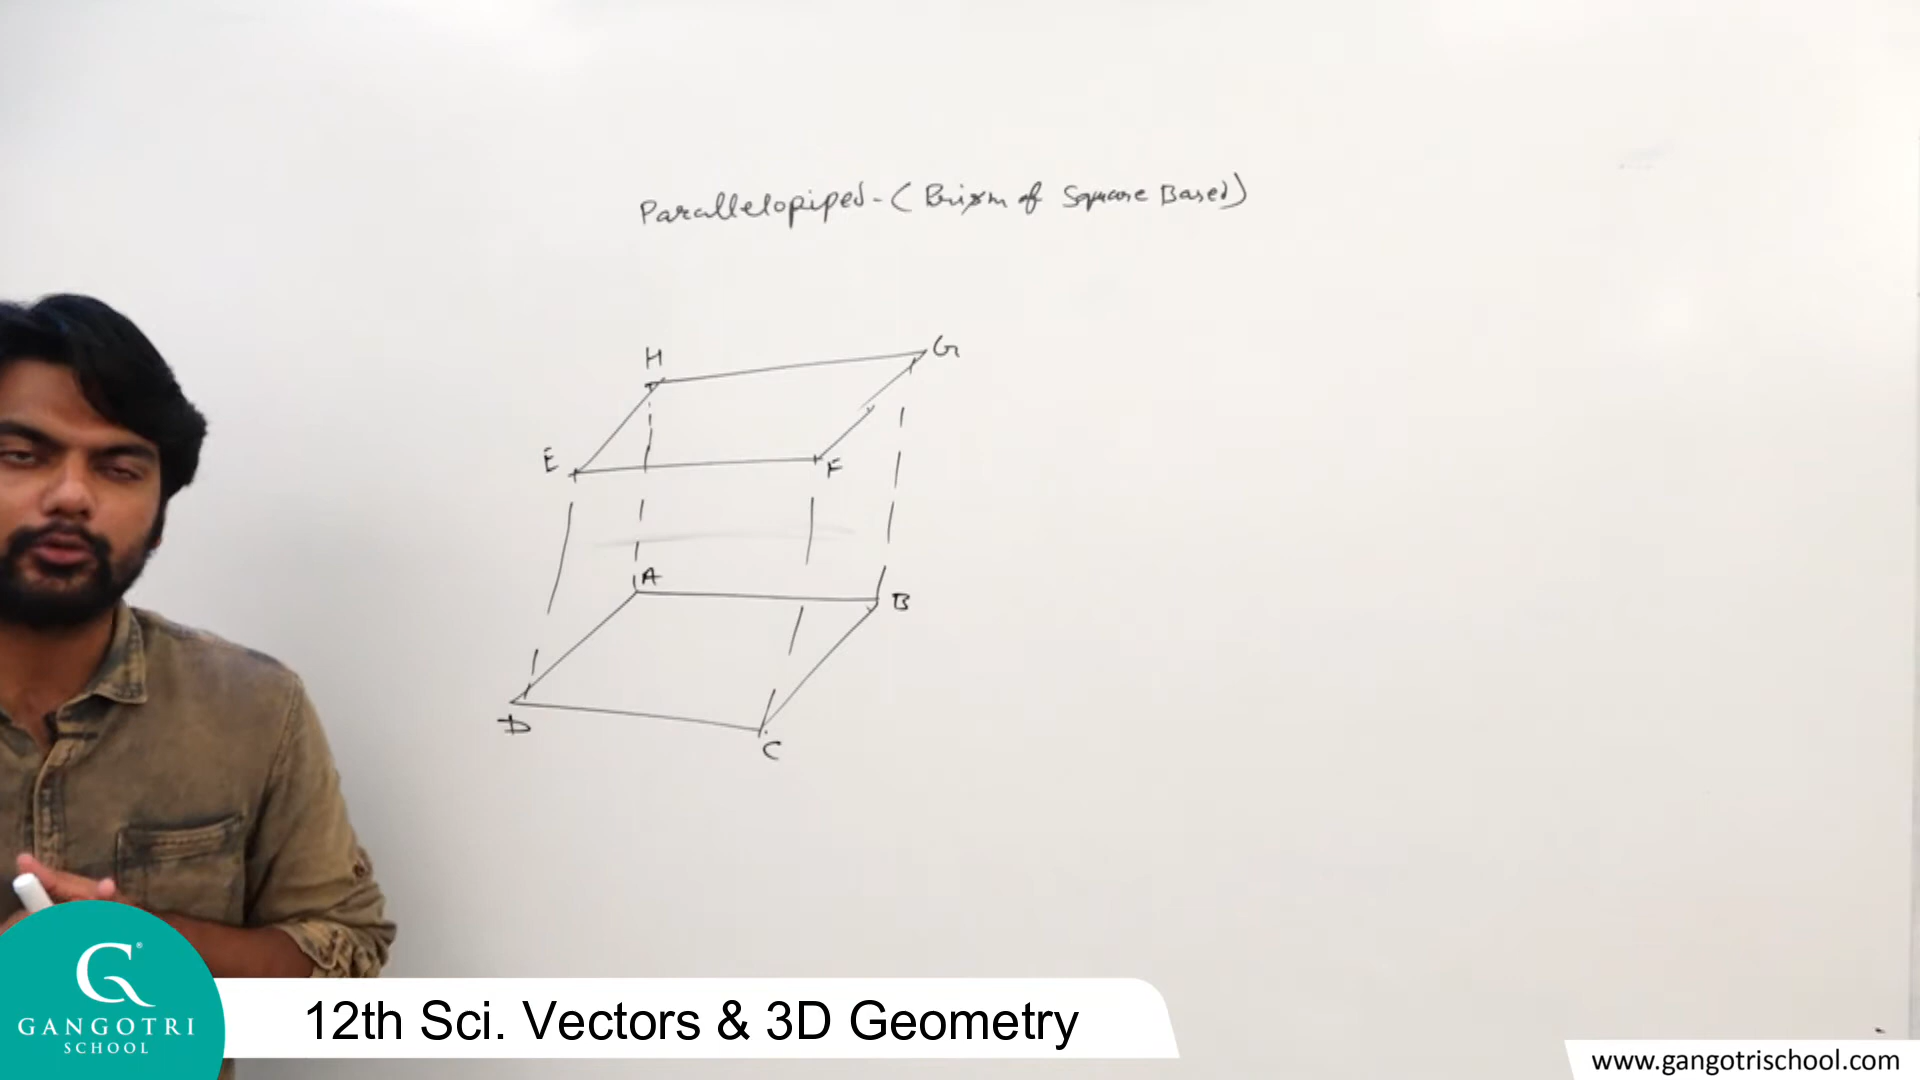 Parallelopiped - (Prism of Square Based)
H
G
E
F
A
B
D
C
G®
GANGOTRI
SCHOOL
12th Sci. Vectors & 3D Geometry
www.gangotrischool.com